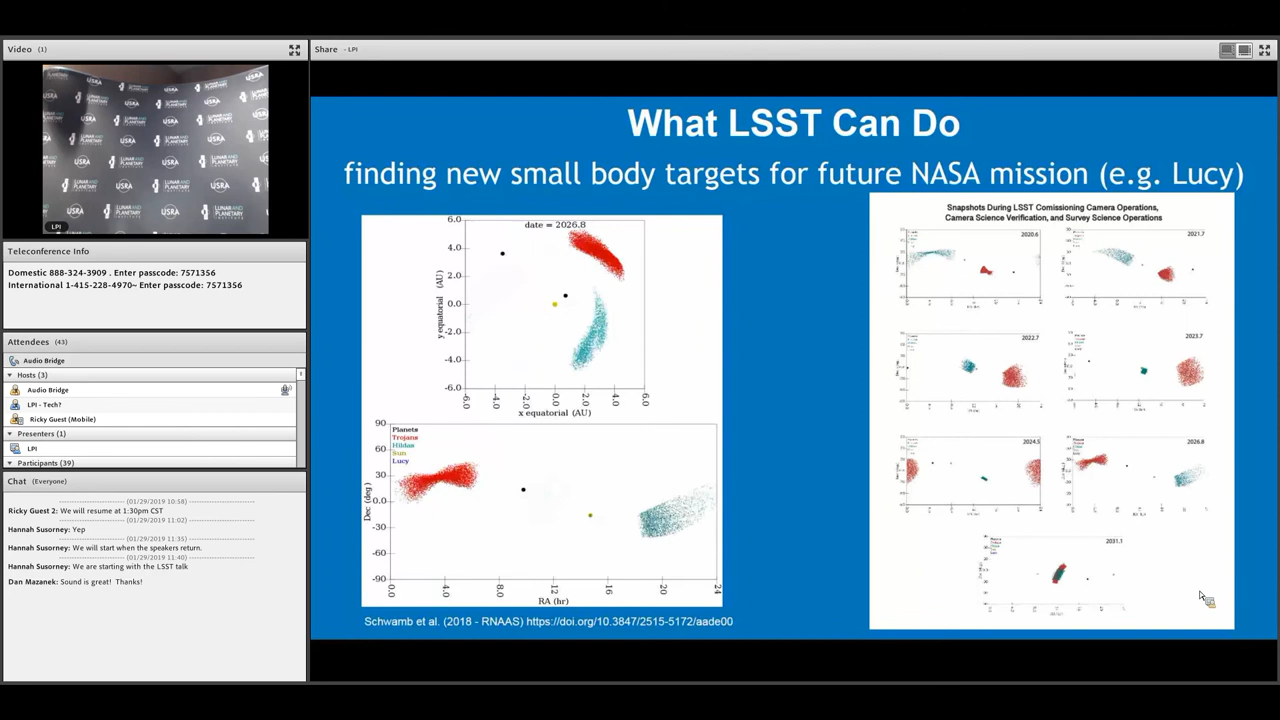 Video (1)
LPI
Teleconference Info
Domestic 888-324-3909 . Enter passcode: 7571356
International 1-415-228-4970~ Enter passcode: 7571356
Attendees (43)
Audio Bridge
Hosts (3)
Audio Bridge
LPI - Tech?
Ricky Guest (Mobile)
Presenters (1)
LPI
Participants (39)
Chat (Everyone)
(01/29/2019 10:58)
Ricky Guest 2: We will resume at 1:30pm CST
(01/29/2019 11:02)
Hannah Susorney: Yep
(01/29/2019 11:35)
Hannah Susorney: We will start when the speakers return.
(01/29/2019 11:40)
Hannah Susorney: We are starting with the LSST talk
Dan Mazanek: Sound is great! Thanks!
Share - LPI
What LSST Can Do
finding new small body targets for future NASA mission (e.g. Lucy)
date = 2026.8
6.0
4.0
2.0
0.0
-2.0
-4.0
-6.0
y equatorial (AU)
-6.0 -4.0 -2.0 0.0 2.0 4.0 6.0
x equatorial (AU)
90
60
30
0.0
-30
-60
-90
Dec (deg)
Planets
Trojans
Hildas
Sun
Lucy
0.0 4.0 8.0 12 16 20 24
RA (hr)
Schwamb et al. (2018 - RNAAS) https://doi.org/10.3847/2515-5172/aade00
Snapshots During LSST Comissioning Camera Operations,
Camera Science Verification, and Survey Science Operations
2020.6
2021.7
2022.7
2023.7
2024.5
2026.8
2031.1